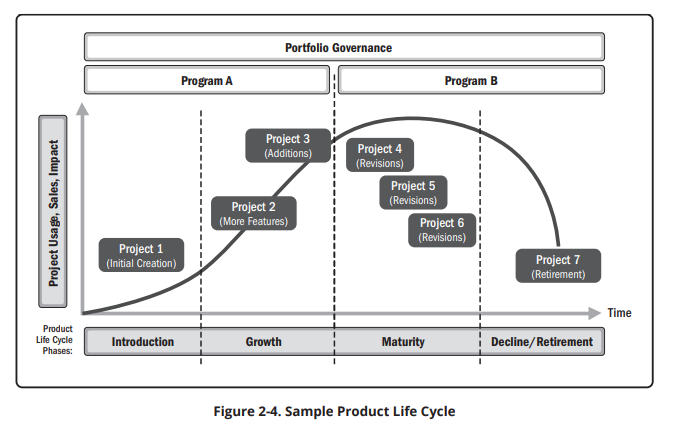 Portfolio Governance
Program A
Program B
Project Usage, Sales, Impact
Project 3
(Additions)
Project 4
(Revisions)
Project 5
(Revisions)
Project 2
(More Features)
Project 6
(Revisions)
Project 1
(Initial Creation)
Project 7
(Retirement)
Time
Product
Life Cycle
Phases:
Introduction
Growth
Maturity
Decline/Retirement
Figure 2-4. Sample Product Life Cycle